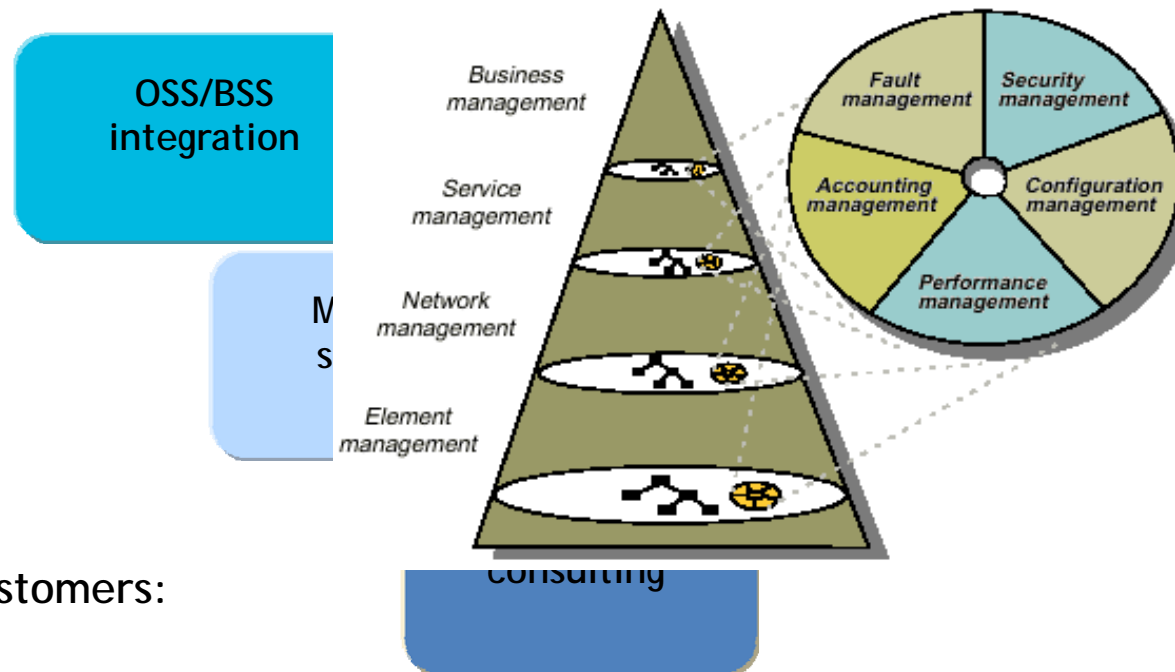 OSS/BSS
integration
Business
management
Service
management
Network
management
Element
management
Fault
management
Security
management
Accounting
management
Configuration
management
Performance
management
consulting